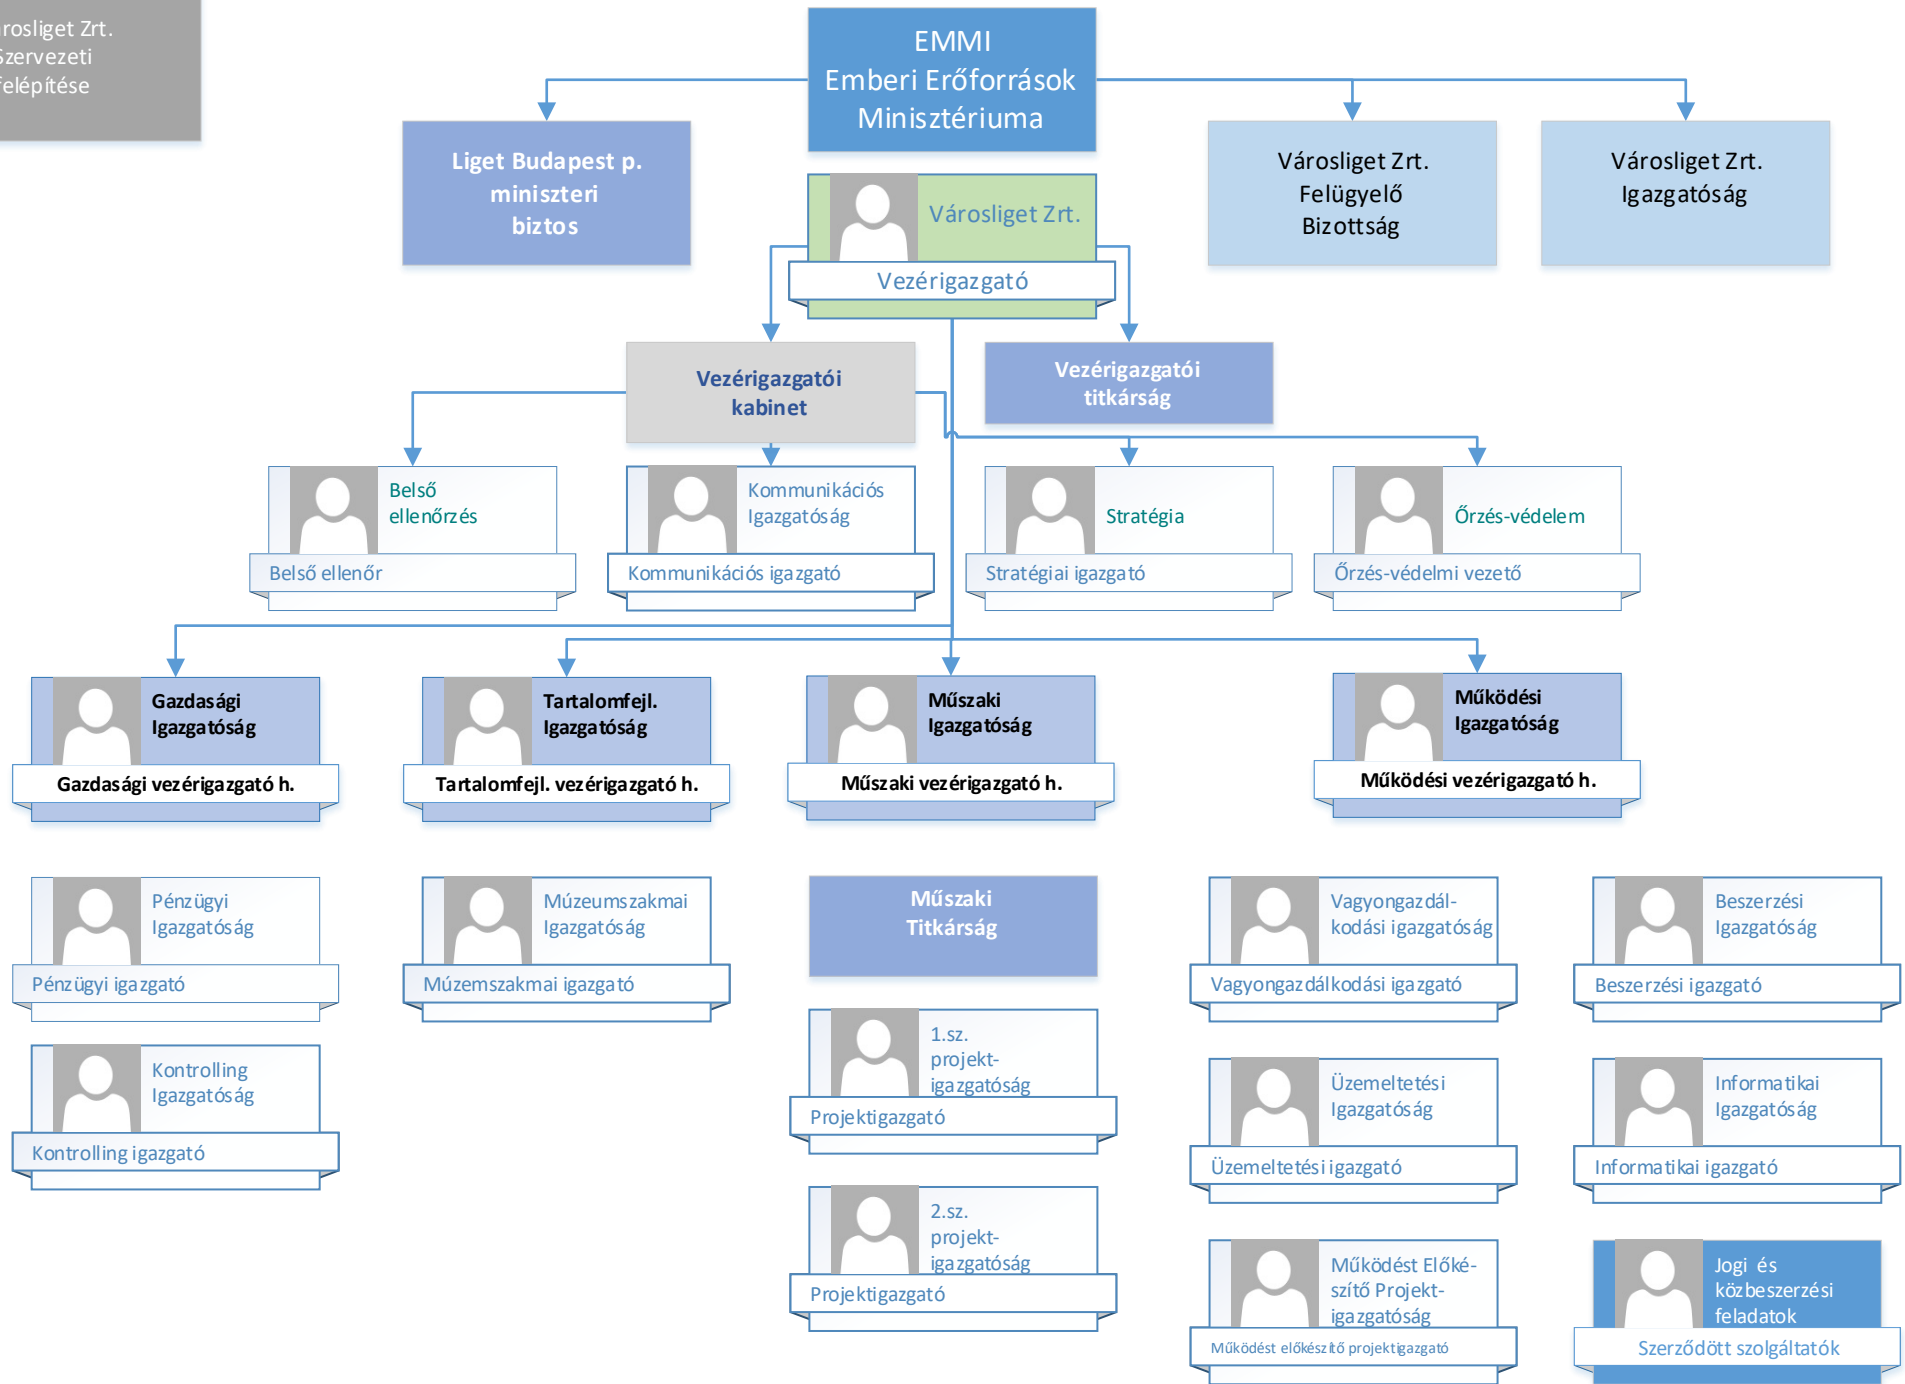 Zrt.
felépítése
EMMI
Emberi Erőforrások
Minisztériuma
Liget Budapest p.
miniszteri
biztos
Városliget Zrt.
Felügyelő
Bizottság
Városliget Zrt.
Igazgatóság
Városliget Zrt.
Vezérigazgató
Vezérigazgatói
kabinet
Vezérigazgatói
titkárság
Belső
ellenőrzés
Belső ellenőr
Kommunikációs
Igazgatóság
Kommunikációs igazgató
Stratégia
Stratégiai igazgató
Őrzés-védelem
Őrzés-védelmi vezető
Gazdasági
Igazgatóság
Gazdasági vezérigazgató h.
Tartalomfejl.
Igazgatóság
Tartalomfejl. vezérigazgató h.
Műszaki
Igazgatóság
Műszaki vezérigazgató h.
Működési
Igazgatóság
Működési vezérigazgató h.
Pénzügyi
Igazgatóság
Pénzügyi igazgató
Múzeumszakmai
Igazgatóság
Múzemszakmai igazgató
Műszaki
Titkárság
Vagyongazdál-
kodási igazgatóság
Vagyongazdálkodási igazgató
Beszerzési
Igazgatóság
Beszerzési igazgató
Kontrolling
Igazgatóság
Kontrolling igazgató
1.sz.
projekt-
igazgatóság
Projektigazgató
Üzemeltetési
Igazgatóság
Üzemeltetési igazgató
Informatikai
Igazgatóság
Informatikai igazgató
2.sz.
projekt-
igazgatóság
Projektigazgató
Működést Előké-
szítő Projekt-
igazgatóság
Működést előkészítő projektigazgató
Jogi és
közbeszerzési
feladatok
Szerződött szolgáltatók